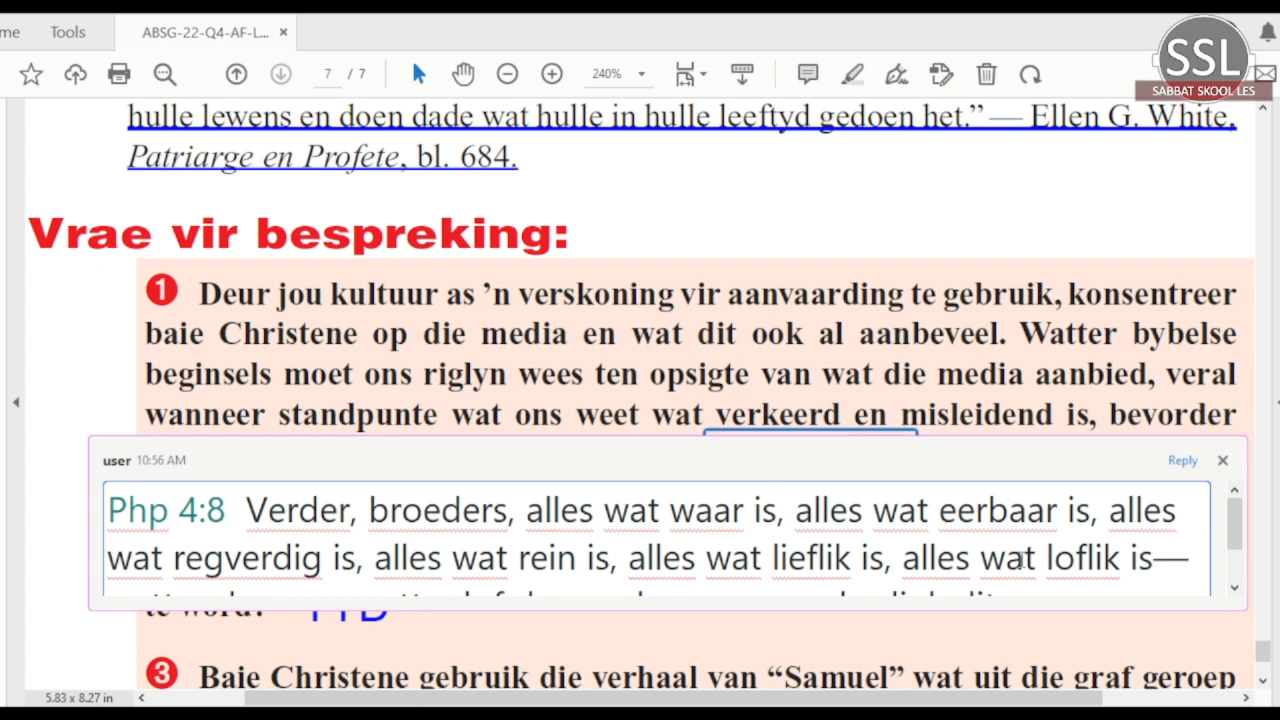 me Tools ABSG-22-Q4-AF-L... ×
7 / 7 240%
SSL
SABBAT SKOOL LES
hulle lewens en doen dade wat hulle in hulle leeftyd gedoen het.” — Ellen G. White,
Patriarge en Profete, bl. 684.
Vrae vir bespreking:
1 Deur jou kultuur as ’n verskoning vir aanvaarding te gebruik, konsentreer
baie Christene op die media en wat dit ook al aanbeveel. Watter bybelse
beginsels moet ons riglyn wees ten opsigte van wat die media aanbied, veral
wanneer standpunte wat ons weet wat verkeerd en misleidend is, bevorder
user 10:56 AM Reply
Php 4:8 Verder, broeders, alles wat waar is, alles wat eerbaar is, alles
wat regverdig is, alles wat rein is, alles wat lieflik is, alles wat loflik is—
te word?
3 Baie Christene gebruik die verhaal van “Samuel” wat uit die graf geroep
5.83 x 8.27 in